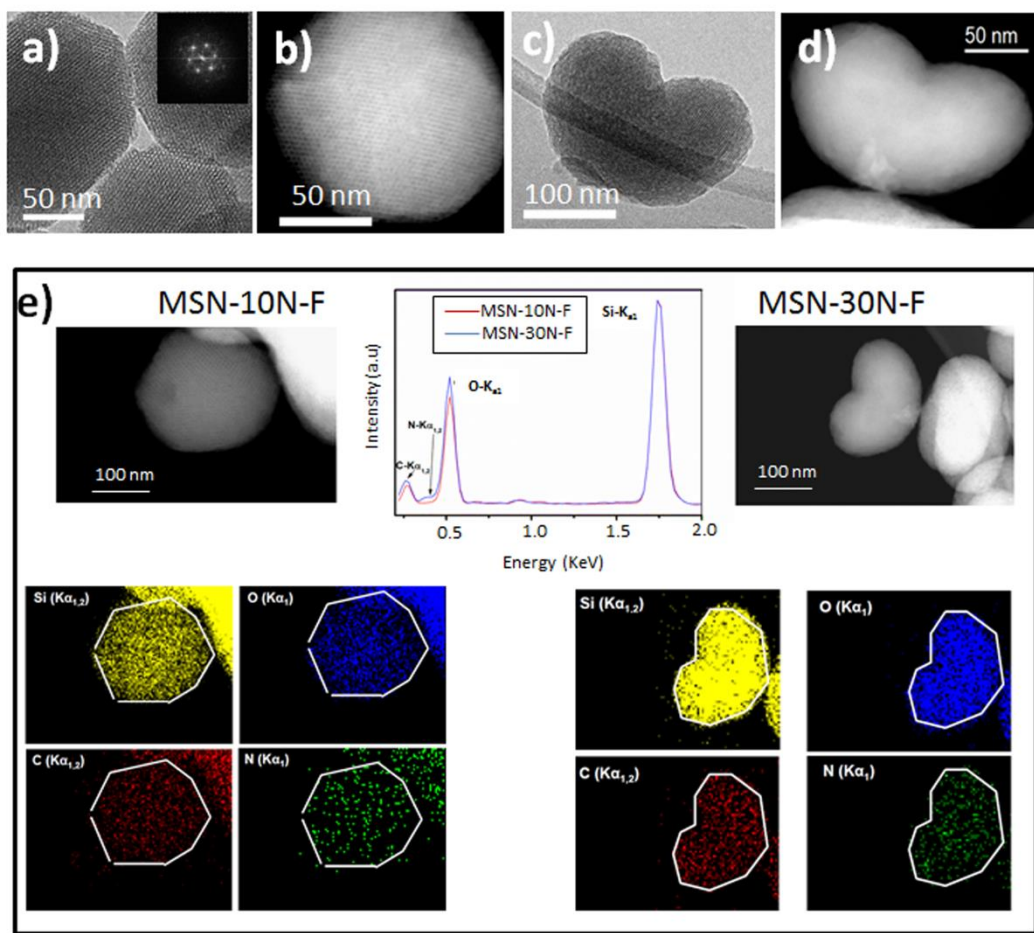 a)
50 nm
b)
50 nm
c)
100 nm
d)
50 nm
e)
MSN-10N-F
100 nm
MSN-10N-F
MSN-30N-F
Si-Kₐ₁
O-Kₐ₁
N-Kα₁,₂
C-Kα₁,₂
Intensity (a.u)
0.5 1.0 1.5 2.0
Energy (KeV)
MSN-30N-F
100 nm
Si (Kα₁,₂)
O (Kα₁)
C (Kα₁,₂)
N (Kα₁)
Si (Kα₁,₂)
O (Kα₁)
C (Kα₁,₂)
N (Kα₁)